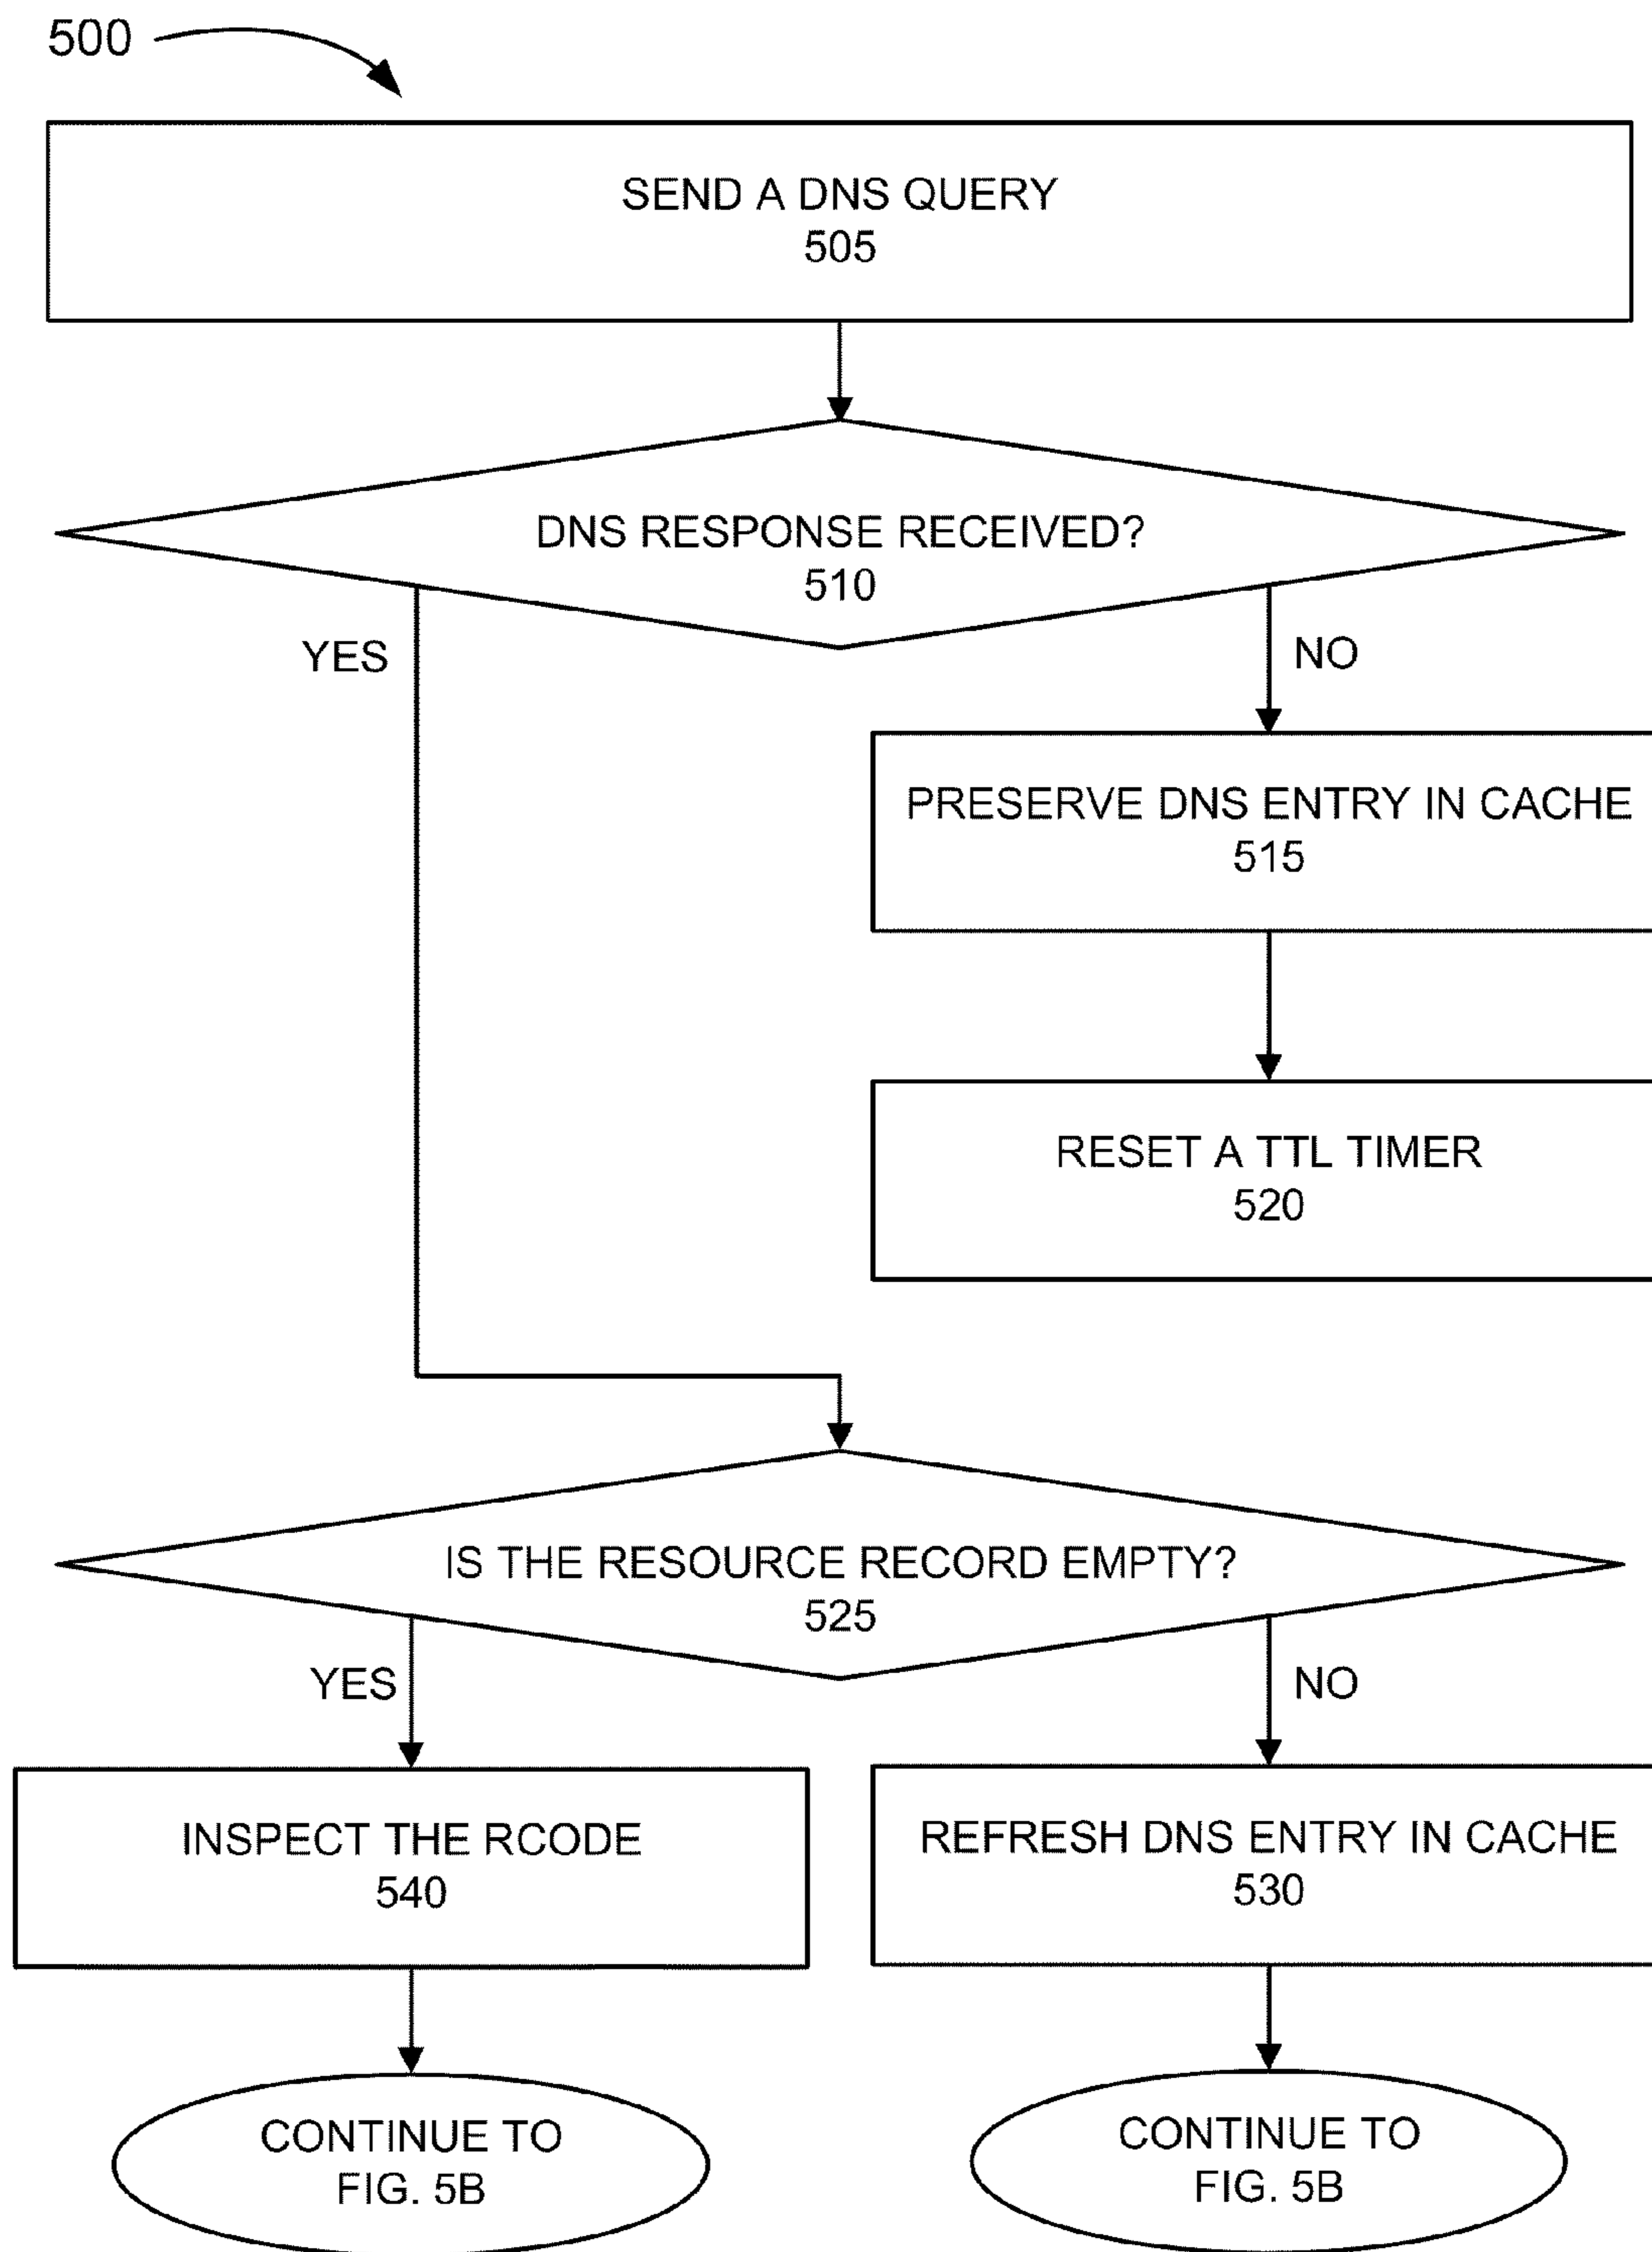 500
SEND A DNS QUERY
505
DNS RESPONSE RECEIVED?
510
YES
NO
PRESERVE DNS ENTRY IN CACHE
515
RESET A TTL TIMER
520
IS THE RESOURCE RECORD EMPTY?
525
YES
NO
INSPECT THE RCODE
540
REFRESH DNS ENTRY IN CACHE
530
CONTINUE TO
FIG. 5B
CONTINUE TO
FIG. 5B